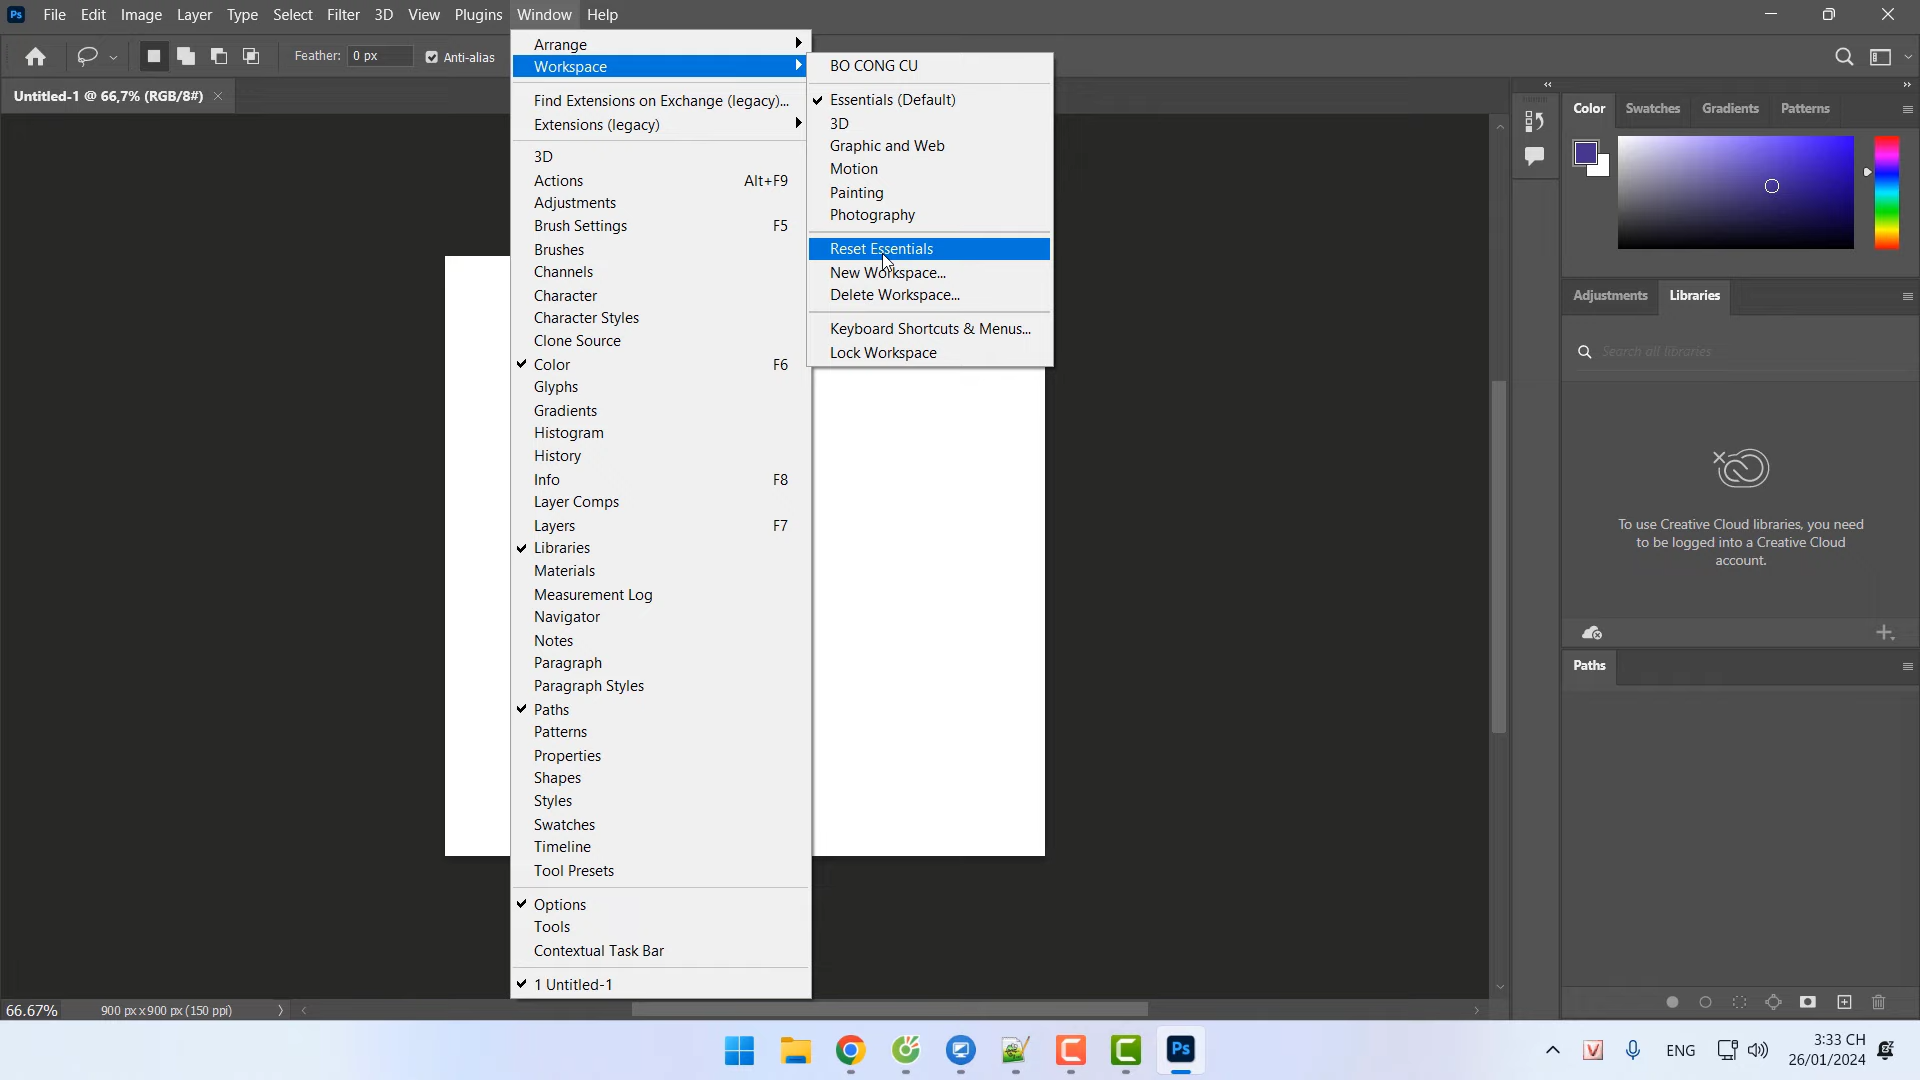 Ps File Edit Image Layer Type Select Filter 3D View Plugins Window Help
Feather: 0 px Anti-alias
Untitled-1 @ 66,7% (RGB/8#) ×
Arrange
Workspace
Find Extensions on Exchange (legacy)...
Extensions (legacy)
3D
Actions Alt+F9
Adjustments
Brush Settings F5
Brushes
Channels
Character
Character Styles
Clone Source
Color F6
Glyphs
Gradients
Histogram
History
Info F8
Layer Comps
Layers F7
Libraries
Materials
Measurement Log
Navigator
Notes
Paragraph
Paragraph Styles
Paths
Patterns
Properties
Shapes
Styles
Swatches
Timeline
Tool Presets
Options
Tools
Contextual Task Bar
1 Untitled-1
BO CONG CU
Essentials (Default)
3D
Graphic and Web
Motion
Painting
Photography
Reset Essentials
New Workspace...
Delete Workspace...
Keyboard Shortcuts & Menus...
Lock Workspace
Color Swatches Gradients Patterns
Adjustments Libraries
Search all libraries
To use Creative Cloud libraries, you need
to be logged into a Creative Cloud
account.
Paths
66.67% 900 px x 900 px (150 ppi)
Ps
ENG
3:33 CH
26/01/2024